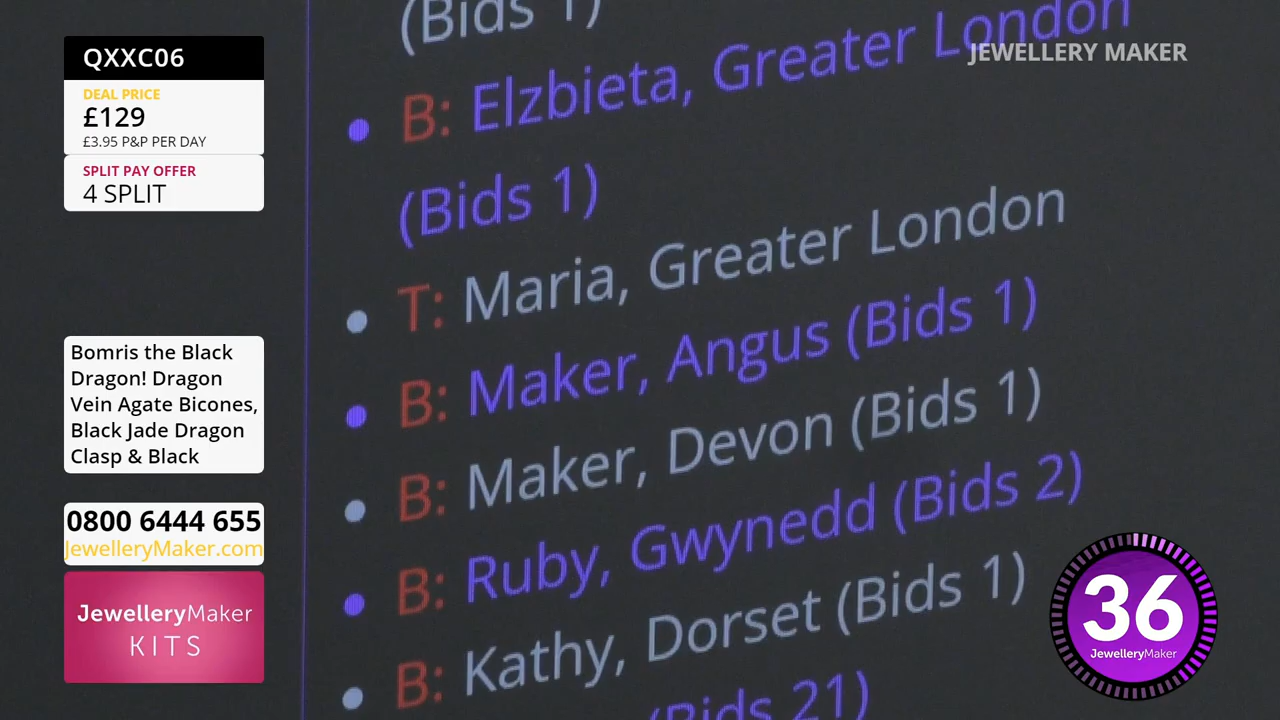 QXXC06
DEAL PRICE
£129
£3.95 P&P PER DAY
SPLIT PAY OFFER
4 SPLIT
Bomris the Black
Dragon! Dragon
Vein Agate Bicones,
Black Jade Dragon
Clasp & Black
0800 6444 655
JewelleryMaker.com
JewelleryMaker
KITS
JEWELLERY MAKER
(Bids 1)
B: Elzbieta, Greater London
(Bids 1)
T: Maria, Greater London
B: Maker, Angus (Bids 1)
B: Maker, Devon (Bids 1)
B: Ruby, Gwynedd (Bids 2)
B: Kathy, Dorset (Bids 1)
(Bids 21)
36
JewelleryMaker